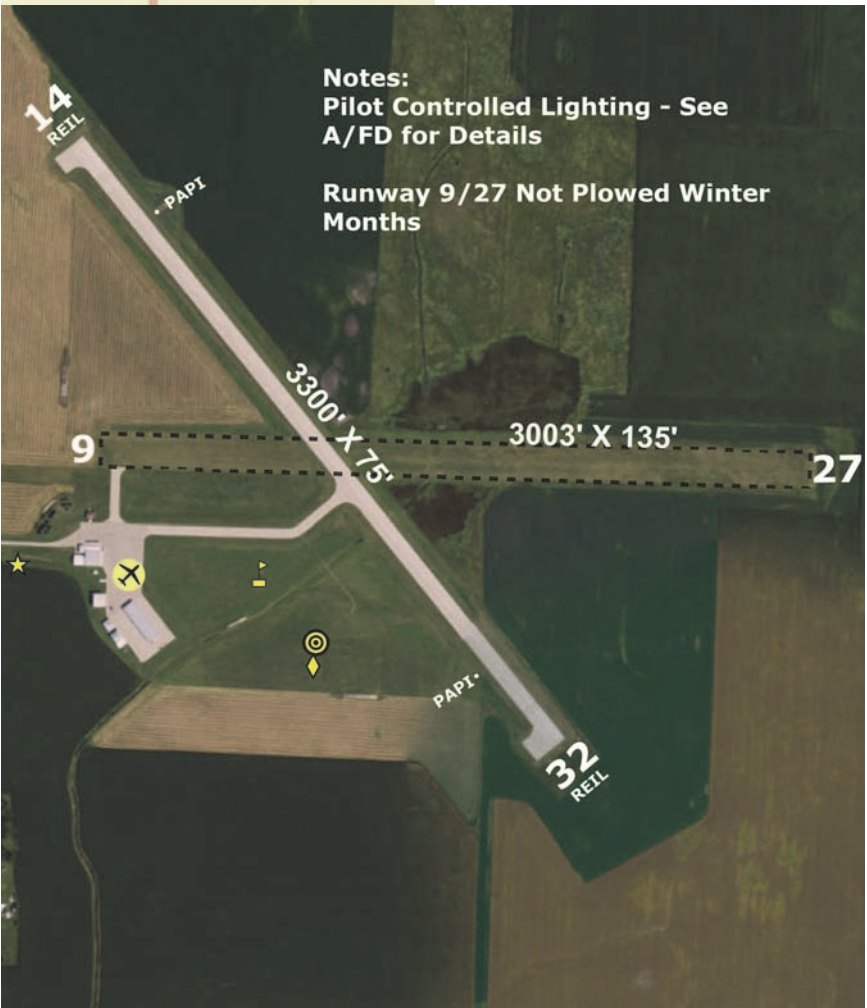 Notes:
Pilot Controlled Lighting - See
A/FD for Details
Runway 9/27 Not Plowed Winter
Months
14
REIL
PAPI
3300' X 75'
9
3003' X 135'
27
PAPI
32
REIL